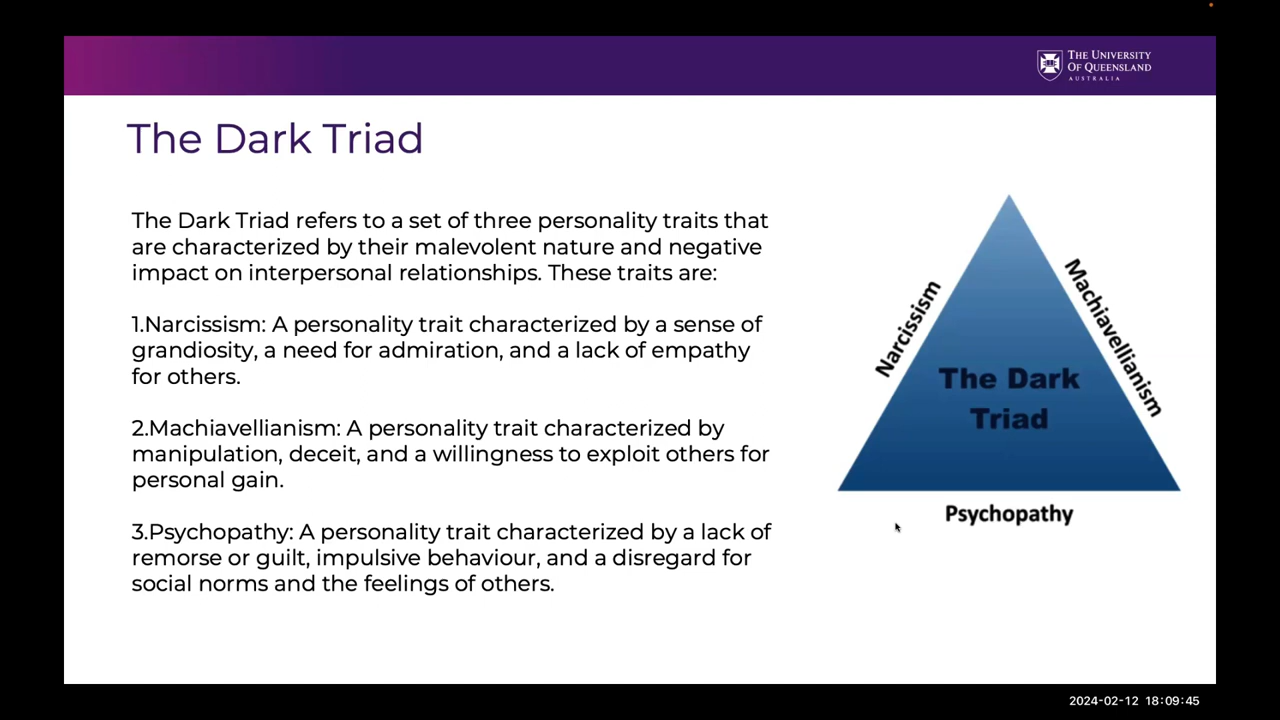 THE UNIVERSITY
OF QUEENSLAND
AUSTRALIA
The Dark Triad
The Dark Triad refers to a set of three personality traits that
are characterized by their malevolent nature and negative
impact on interpersonal relationships. These traits are:
1.Narcissism: A personality trait characterized by a sense of
grandiosity, a need for admiration, and a lack of empathy
for others.
2.Machiavellianism: A personality trait characterized by
manipulation, deceit, and a willingness to exploit others for
personal gain.
3.Psychopathy: A personality trait characterized by a lack of
remorse or guilt, impulsive behaviour, and a disregard for
social norms and the feelings of others.
Narcissism
Machiavellianism
The Dark
Triad
Psychopathy
2024-02-12 18:09:45